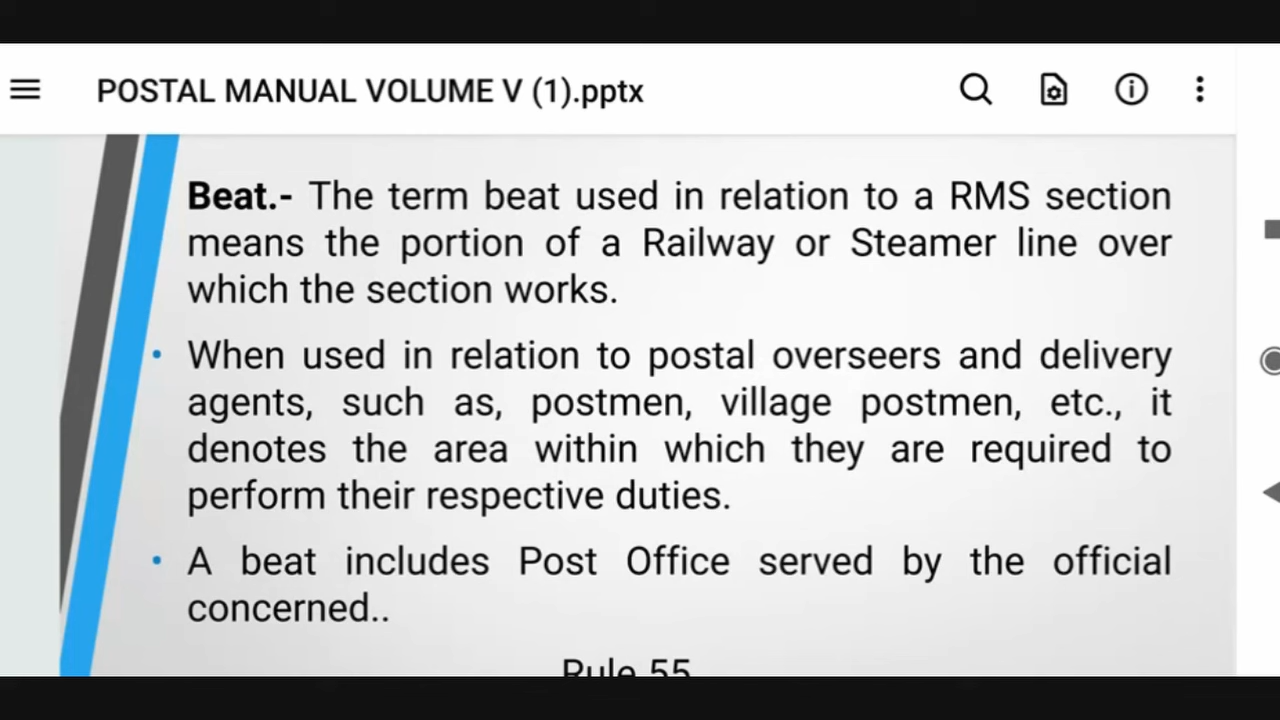 POSTAL MANUAL VOLUME V (1).pptx
Beat.- The term beat used in relation to a RMS section
means the portion of a Railway or Steamer line over
which the section works.
• When used in relation to postal overseers and delivery
agents, such as, postmen, village postmen, etc., it
denotes the area within which they are required to
perform their respective duties.
• A beat includes Post Office served by the official
concerned..
Rule 55